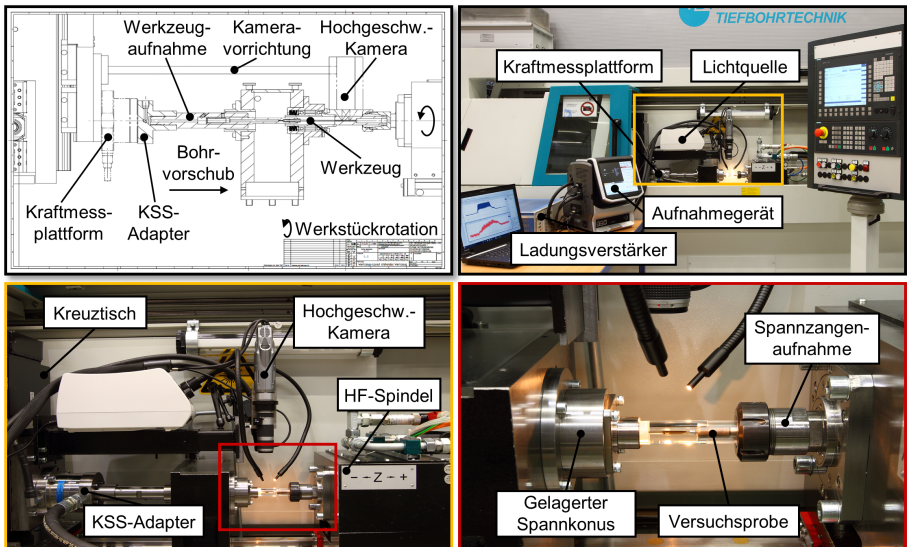 Werkzeug-
aufnahme
Kamera-
vorrichtung
Hochgeschw.-
Kamera
Bohr-
vorschub
Werkzeug
Kraftmess-
plattform
KSS-
Adapter
Werkstückrotation
TIEFBOHRTECHNIK
Kraftmessplattform
Lichtquelle
Aufnahmegerät
Ladungsverstärker
Kreuztisch
Hochgeschw.-
Kamera
HF-Spindel
- Z +
KSS-Adapter
Spannzangen-
aufnahme
Gelagerter
Spannkonus
Versuchsprobe